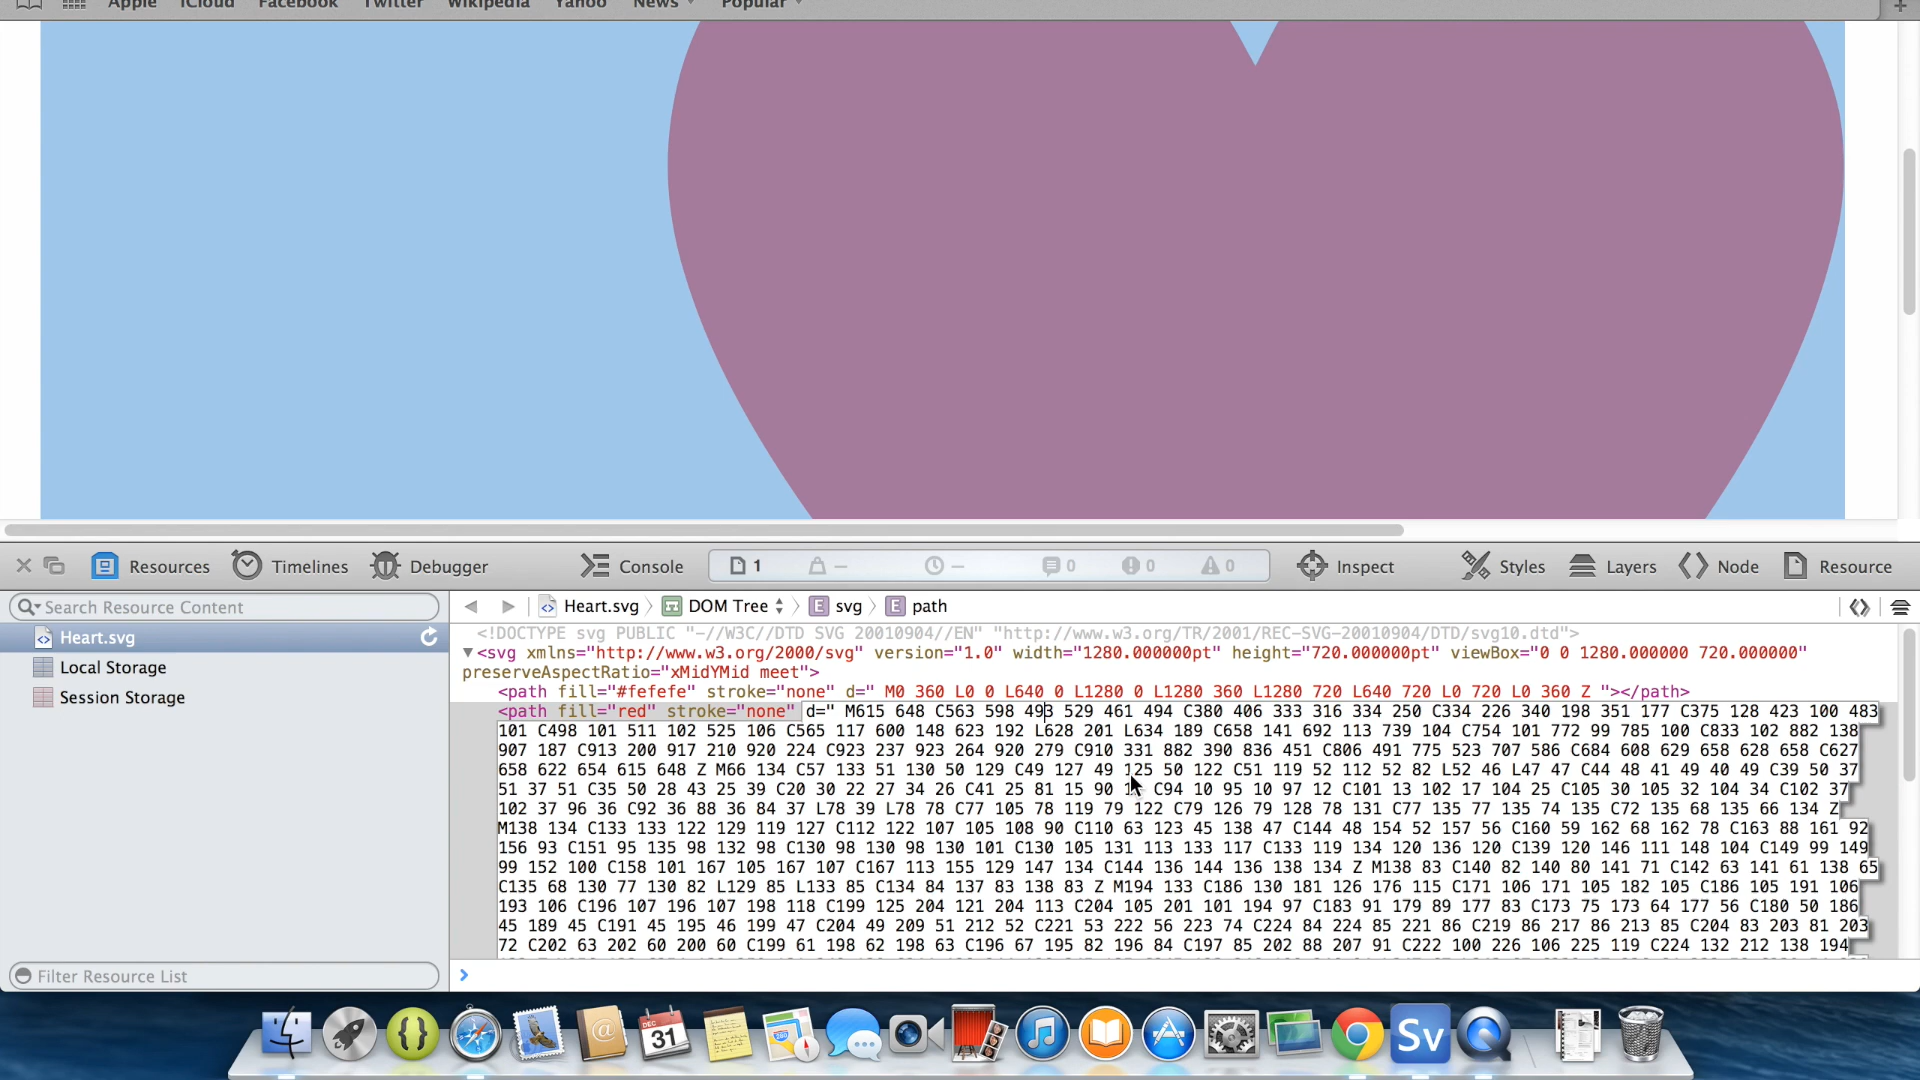 Apple iCloud Facebook Twitter Wikipedia Yahoo News Popular
Resources Timelines Debugger Console 1 — — 0 0 0 Inspect Styles Layers Node Resource
Search Resource Content
Heart.svg DOM Tree E svg E path
Heart.svg
Local Storage
Session Storage
Filter Resource List
<!DOCTYPE svg PUBLIC "-//W3C//DTD SVG 20010904//EN" "http://www.w3.org/TR/2001/REC-SVG-20010904/DTD/svg10.dtd">
<svg xmlns="http://www.w3.org/2000/svg" version="1.0" width="1280.000000pt" height="720.000000pt" viewBox="0 0 1280.000000 720.000000"
preserveAspectRatio="xMidYMid meet">
<path fill="#fefefe" stroke="none" d=" M0 360 L0 0 L640 0 L1280 0 L1280 360 L1280 720 L640 720 L0 720 L0 360 Z "></path>
<path fill="red" stroke="none" d=" M615 648 C563 598 493 529 461 494 C380 406 333 316 334 250 C334 226 340 198 351 177 C375 128 423 100 483
101 C498 101 511 102 525 106 C565 117 600 148 623 192 L628 201 L634 189 C658 141 692 113 739 104 C754 101 772 99 785 100 C833 102 882 138
907 187 C913 200 917 210 920 224 C923 237 923 264 920 279 C910 331 882 390 836 451 C806 491 775 523 707 586 C684 608 629 658 628 658 C627
658 622 654 615 648 Z M66 134 C57 133 51 130 50 129 C49 127 49 125 50 122 C51 119 52 112 52 82 L52 46 L47 47 C44 48 41 49 40 49 C39 50 37
51 37 51 C35 50 28 43 25 39 C20 30 22 27 34 26 C41 25 81 15 90 C94 10 95 10 97 12 C101 13 102 17 104 25 C105 30 105 32 104 34 C102 37
102 37 96 36 C92 36 88 36 84 37 L78 39 L78 78 C77 105 78 119 79 122 C79 126 79 128 78 131 C77 135 77 135 74 135 C72 135 68 135 66 134 Z
M138 134 C133 133 122 129 119 127 C112 122 107 105 108 90 C110 63 123 45 138 47 C144 48 154 52 157 56 C160 59 162 68 162 78 C163 88 161 92
156 93 C151 95 135 98 132 98 C130 98 130 98 130 101 C130 105 131 113 133 117 C133 119 134 120 136 120 C139 120 146 111 148 104 C149 99 149
99 152 100 C158 101 167 105 167 107 C167 113 155 129 147 134 C144 136 144 136 138 134 Z M138 83 C140 82 140 80 141 71 C142 63 141 61 138 65
C135 68 130 77 130 82 L129 85 L133 85 C134 84 137 83 138 83 Z M194 133 C186 130 181 126 176 115 C171 106 171 105 182 105 C186 105 191 106
193 106 C196 107 196 107 198 118 C199 125 204 121 204 113 C204 105 201 101 194 97 C183 91 179 89 177 83 C173 75 173 64 177 56 C180 50 186
45 189 45 C191 45 195 46 199 47 C204 49 209 51 212 52 C221 53 222 56 223 74 C224 84 224 85 221 86 C219 86 217 86 213 85 C204 83 203 81 203
72 C202 63 202 60 200 60 C199 61 198 62 198 63 C196 67 195 82 196 84 C197 85 202 88 207 91 C222 100 226 106 225 119 C224 132 212 138 194
DEC
31
Sv